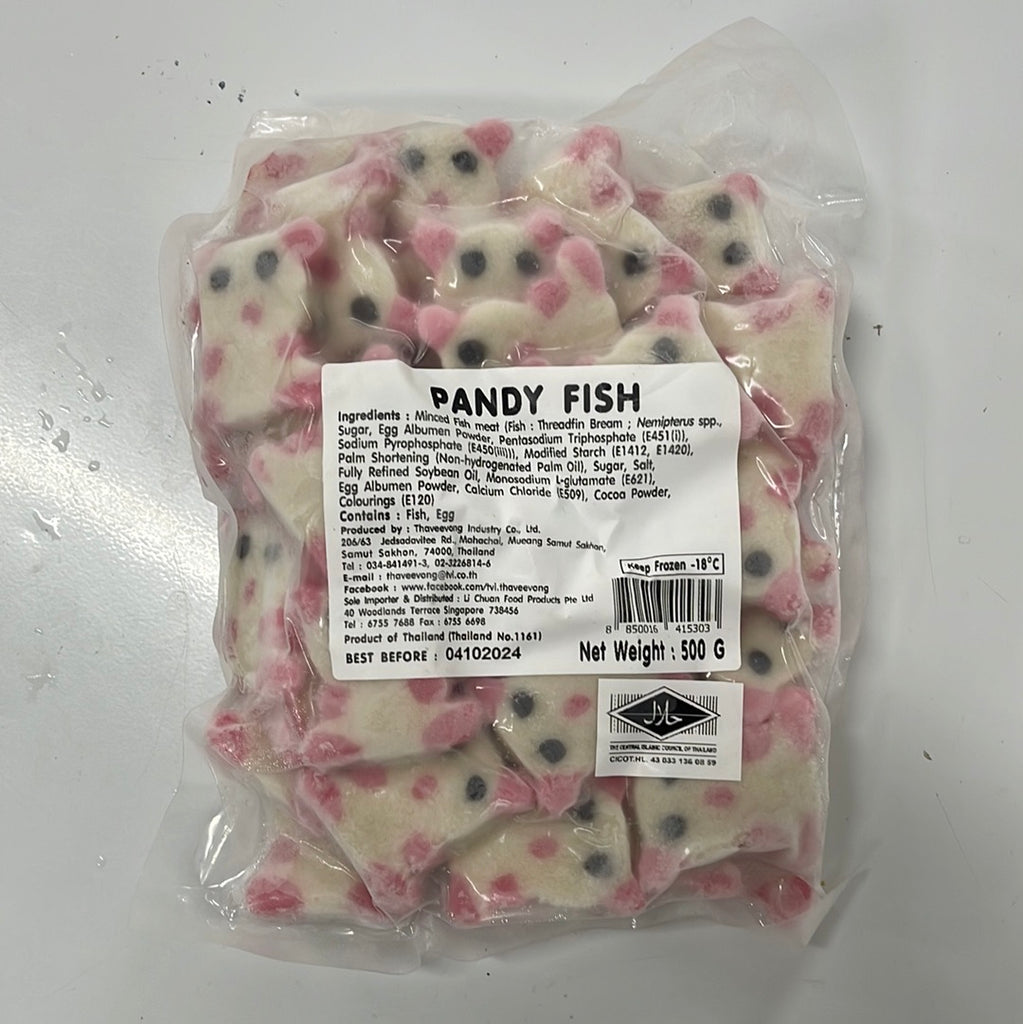 PANDY FISH
Ingredients : Minced Fish meat (Fish : Threadfin Bream ; Nemipterus spp.,
Sugar, Egg Albumen Powder, Pentasodium Triphosphate (E451(i)),
Sodium Pyrophosphate (E450(iii))), Modified Starch (E1412, E1420),
Palm Shortening (Non-hydrogenated Palm Oil), Sugar, Salt,
Fully Refined Soybean Oil, Monosodium L-glutamate (E621),
Egg Albumen Powder, Calcium Chloride (E509), Cocoa Powder,
Colourings (E120)
Contains : Fish, Egg
Produced by : Thaveevong Industry Co., Ltd.
206/63 Jedsadavitee Rd., Mahachai, Mueang Samut Sakhon,
Samut Sakhon, 74000, Thailand
Tel : 034-841491-3, 02-3226814-6
E-mail : thaveevong@tvi.co.th
Facebook : www.facebook.com/tvi.thaveevong
Sole Importer & Distributed : Li Chuan Food Products Pte Ltd
40 Woodlands Terrace Singapore 738456
Tel : 6755 7688 Fax : 6755 6698
Product of Thailand (Thailand No.1161)
BEST BEFORE : 04102024
Keep Frozen -18°C
8 850016 415303
Net Weight : 500 G
حلال
THE CENTRAL ISLAMIC COUNCIL OF THAILAND
CICOT.HL. 43 033 136 08 59